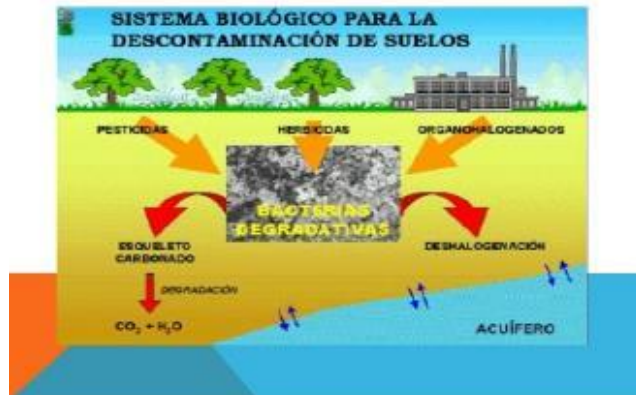 SISTEMA BIOLÓGICO PARA LA
DESCONTAMINACIÓN DE SUELOS
PESTICIDAS
HERBICIDAS
ORGANOHALOGENADOS
BACTERIAS
DEGRADATIVAS
ESQUELETO
CARBONADO
DESHALOGENACIÓN
DEGRADACIÓN
CO₂ + H₂O
ACUÍFERO